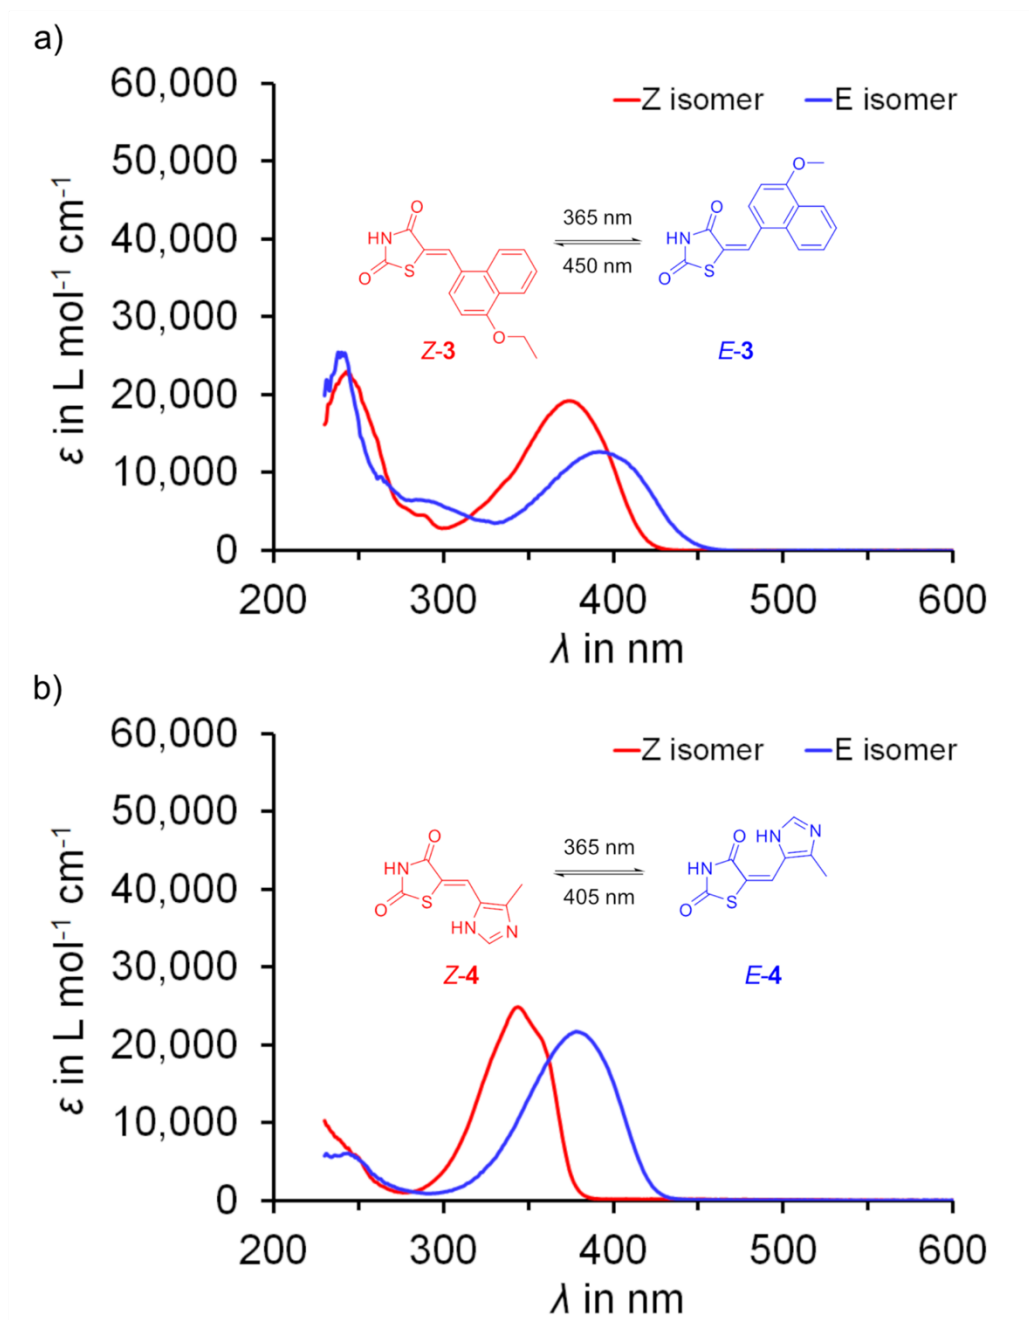 a)
60,000
50,000
40,000
30,000
20,000
10,000
0
ε in L mol-1 cm-1
Z isomer
E isomer
O
HN
O
S
O
Z-3
365 nm
450 nm
O
O
HN
O
S
E-3
200
300
400
500
600
λ in nm
b)
60,000
50,000
40,000
30,000
20,000
10,000
0
ε in L mol-1 cm-1
Z isomer
E isomer
O
HN
O
S
HN
N
Z-4
365 nm
405 nm
O
HN
N
HN
O
S
E-4
200
300
400
500
600
λ in nm